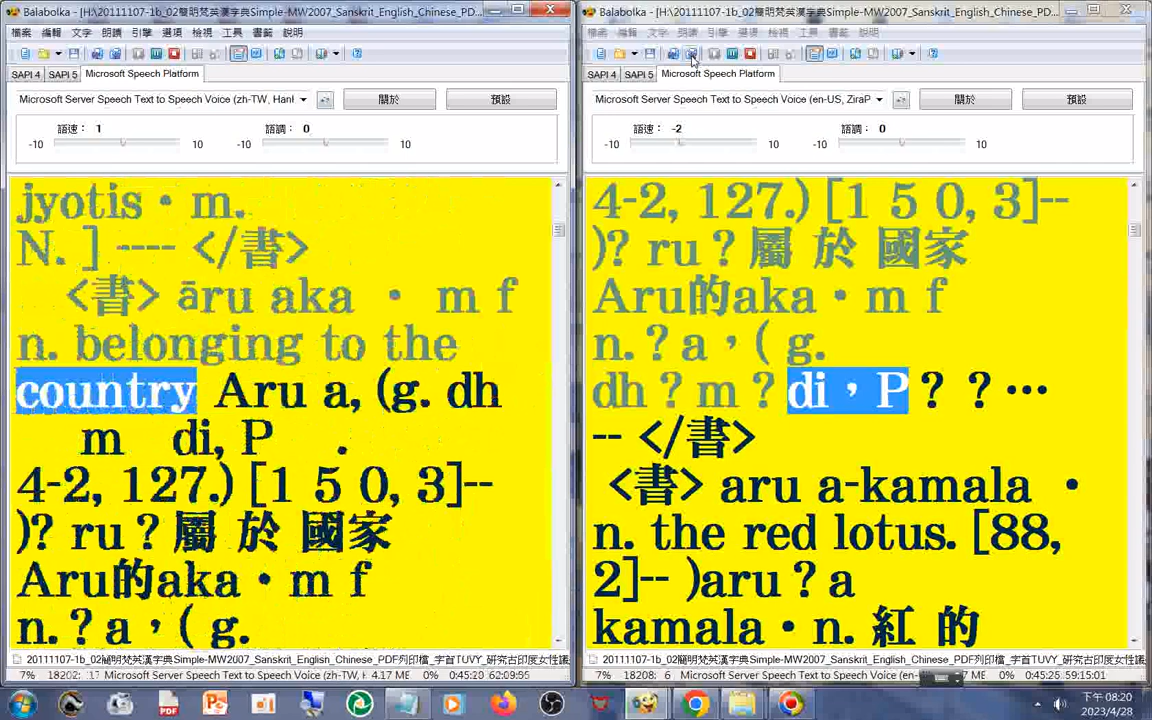 Balabolka - [H:\20111107-1b_02簡明梵英漢字典Simple-MW2007_Sanskrit_English_Chinese_PD...
檔案 編輯 文字 朗讀 引擎 選項 檢視 工具 書籤 說明
SAPI 4 SAPI 5 Microsoft Speech Platform
Microsoft Server Speech Text to Speech Voice (zh-TW, Hanl
關於
預設
語速： 1
語調： 0
-10 10 -10 10
jyotis・m.
N. ] ---- </書>
<書> āru aka ・ m f
n. belonging to the
country Aru a, (g. dh
m di, P .
4-2, 127.) [1 5 0, 3]--
)? ru ? 屬 於 國家
Aru的aka・m f
n. ? a，( g.
20111107-1b_02簡明梵英漢字典Simple-MW2007_Sanskrit_English_Chinese_PDF列印檔_字首TUVY_研究古印度女性議
7% 18202: 17 Microsoft Server Speech Text to Speech Voice (zh-TW, H 4.17 ME 0% 0:45:29 62:09:55
Balabolka - [H:\20111107-1b_02簡明梵英漢字典Simple-MW2007_Sanskrit_English_Chinese_PDF...
檔案 編輯 文字 朗讀 引擎 選項 檢視 工具 書籤 說明
SAPI 4 SAPI 5 Microsoft Speech Platform
Microsoft Server Speech Text to Speech Voice (en-US, ZiraP
關於
預設
語速： -2
語調： 0
-10 10 -10 10
4-2, 127.) [1 5 0, 3]--
)? ru ? 屬 於 國家
Aru的aka・m f
n. ? a，( g.
dh ? m ? di，P ? ? …
-- </書>
<書> aru a-kamala ・
n. the red lotus. [88,
2]-- )aru ? a
kamala・n. 紅 的
20111107-1b_02簡明梵英漢字典Simple-MW2007_Sanskrit_English_Chinese_PDF列印檔_字首TUVY_研究古印度女性議
7% 18208: 6 Microsoft Server Speech Text to Speech Voice (en-US, Z 7 ME 0% 0:45:25 59:15:01
下午 08:20
2023/4/28